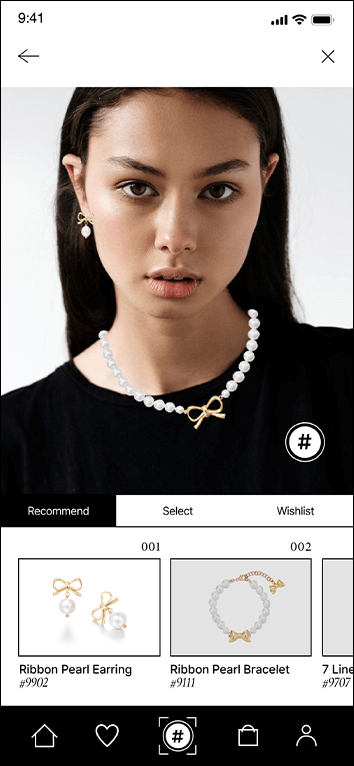 9:41
#
Recommend Select Wishlist
001 002
Ribbon Pearl Earring Ribbon Pearl Bracelet 7 Line
#9902 #9111 #9707
#